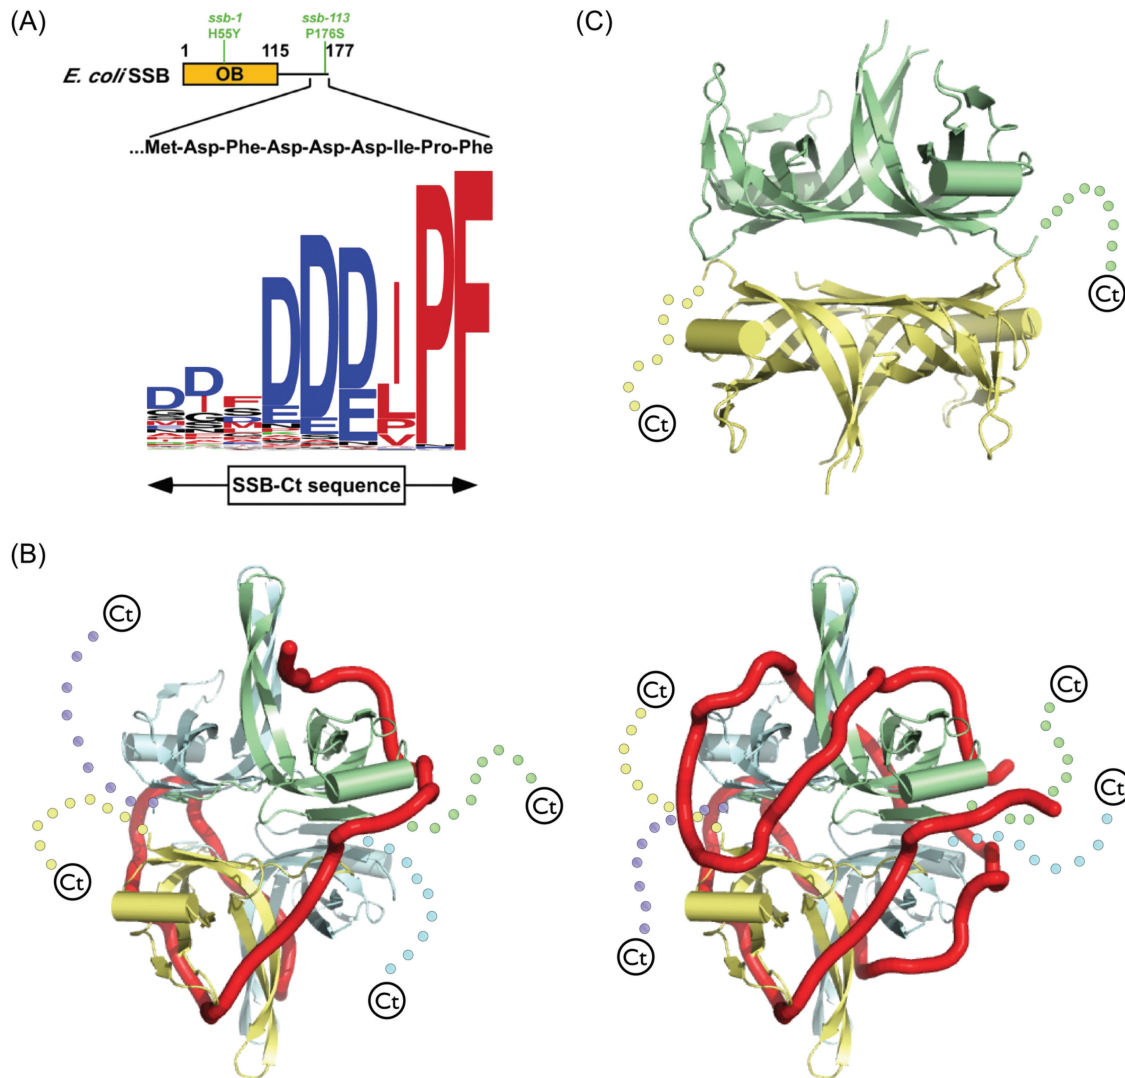 (A)
ssb-1 ssb-113
H55Y P176S
1 115 177
E. coli SSB OB
...Met-Asp-Phe-Asp-Asp-Asp-Ile-Pro-Phe
D D F D D D I P F
SSB-Ct sequence
(C)
Ct
Ct
(B)
Ct
Ct
Ct
Ct
Ct
Ct
Ct
Ct